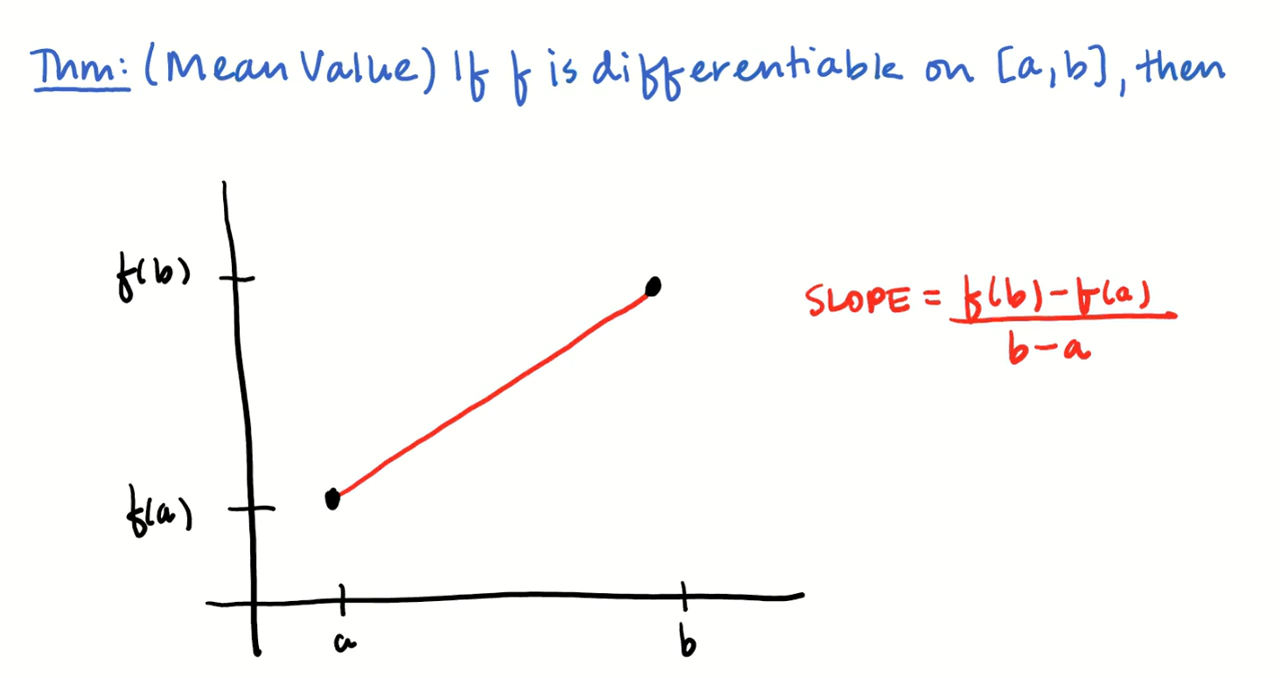 Thm: (Mean Value) If f is differentiable on [a,b], then
f(b)
SLOPE = f(b)-f(a)
b-a
f(a)
a
b